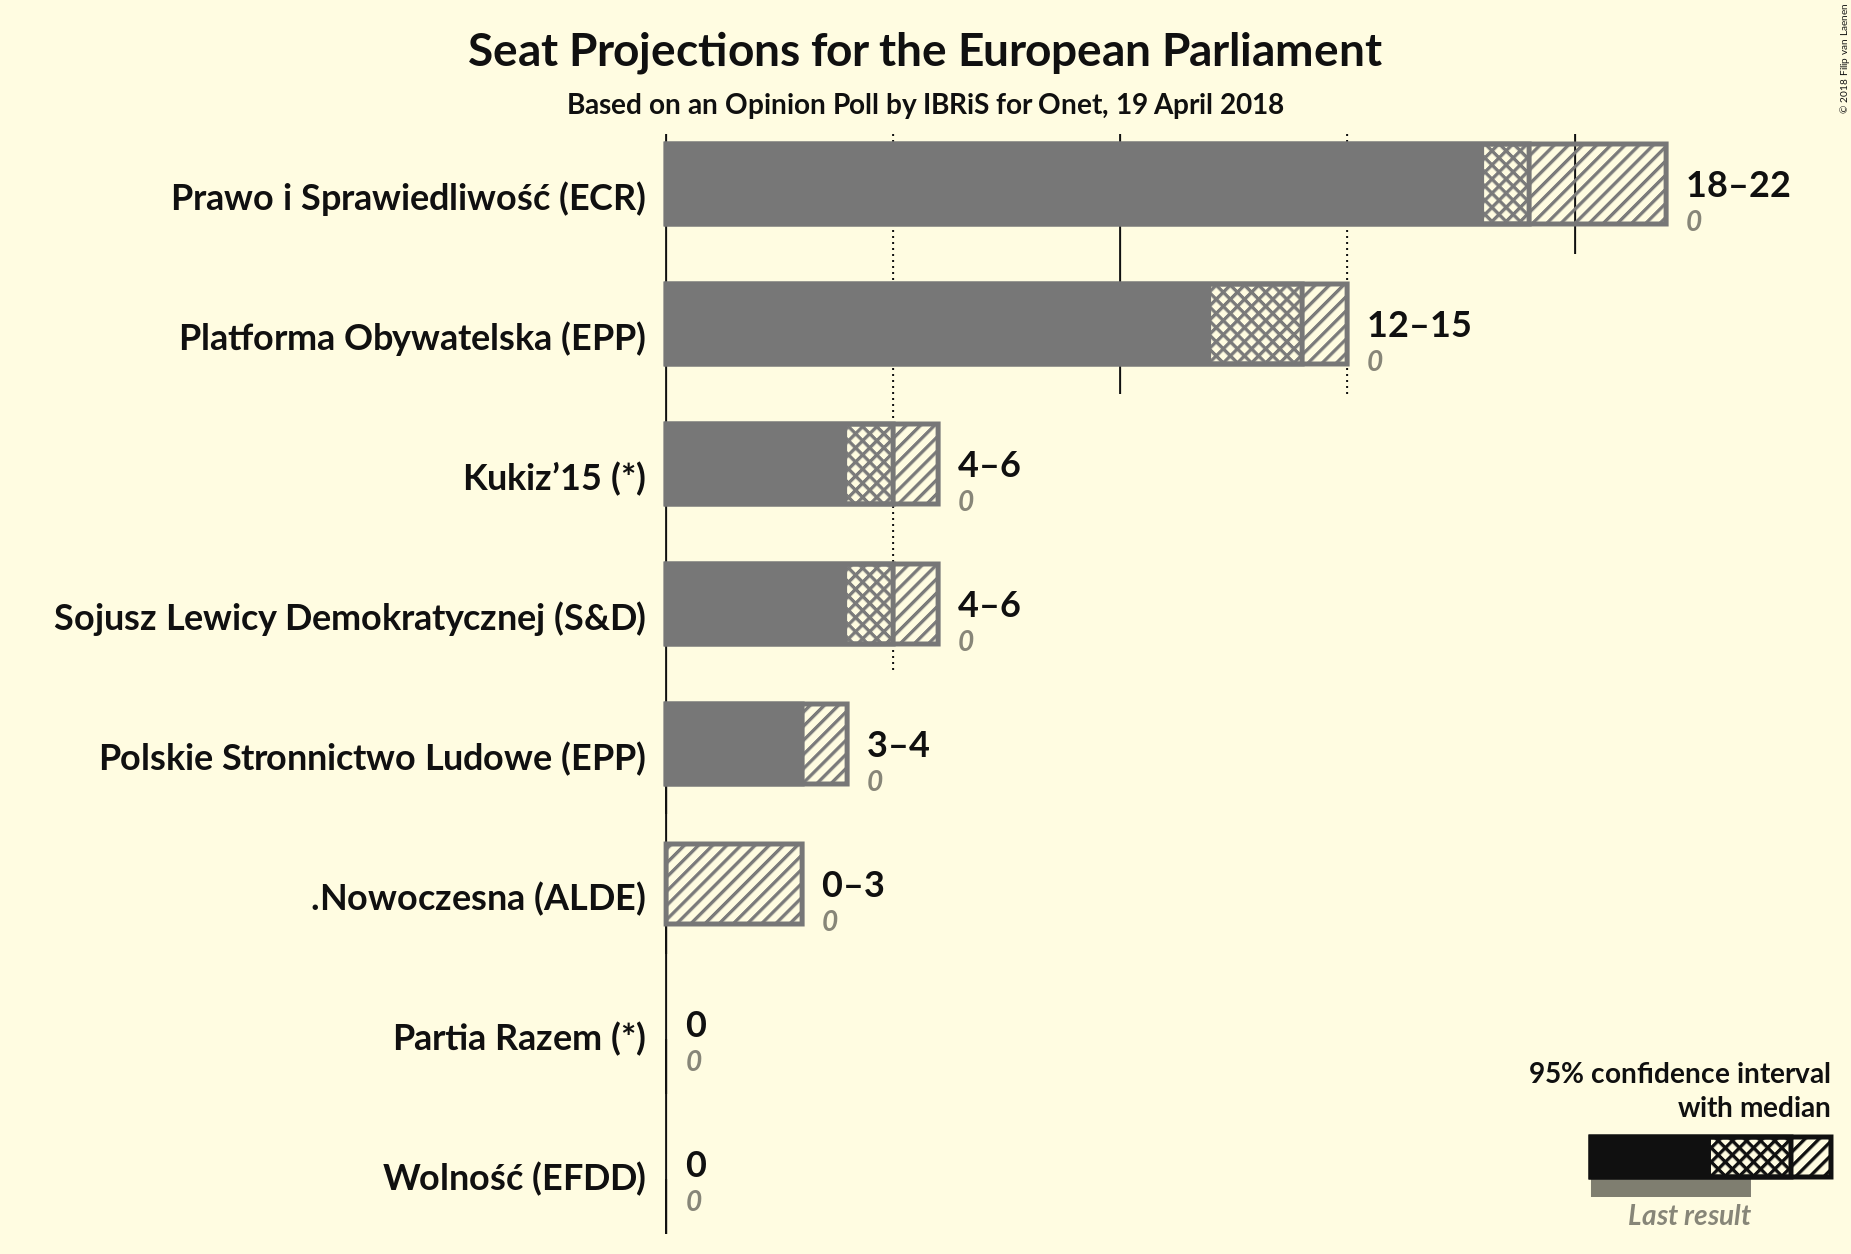 Seat Projections for the European Parliament
Based on an Opinion Poll by IBRiS for Onet, 19 April 2018
© 2018 Filip van Laenen
Prawo i Sprawiedliwość (ECR)
18–22
0
Platforma Obywatelska (EPP)
12–15
0
Kukiz’15 (*)
4–6
0
Sojusz Lewicy Demokratycznej (S&D)
4–6
0
Polskie Stronnictwo Ludowe (EPP)
3–4
0
.Nowoczesna (ALDE)
0–3
0
Partia Razem (*)
0
0
Wolność (EFDD)
0
0
95% confidence interval
with median
Last result